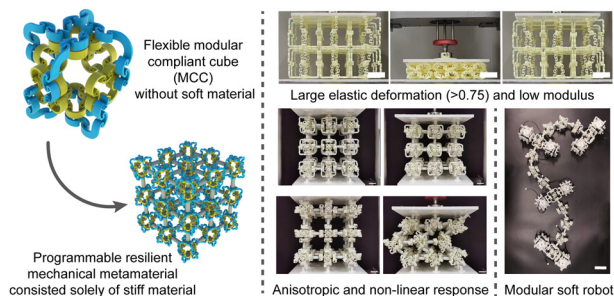 Flexible modular
compliant cube
(MCC)
without soft material
Programmable resilient
mechanical metamaterial
consisted solely of stiff material
Large elastic deformation (>0.75) and low modulus
Anisotropic and non-linear response
Modular soft robot